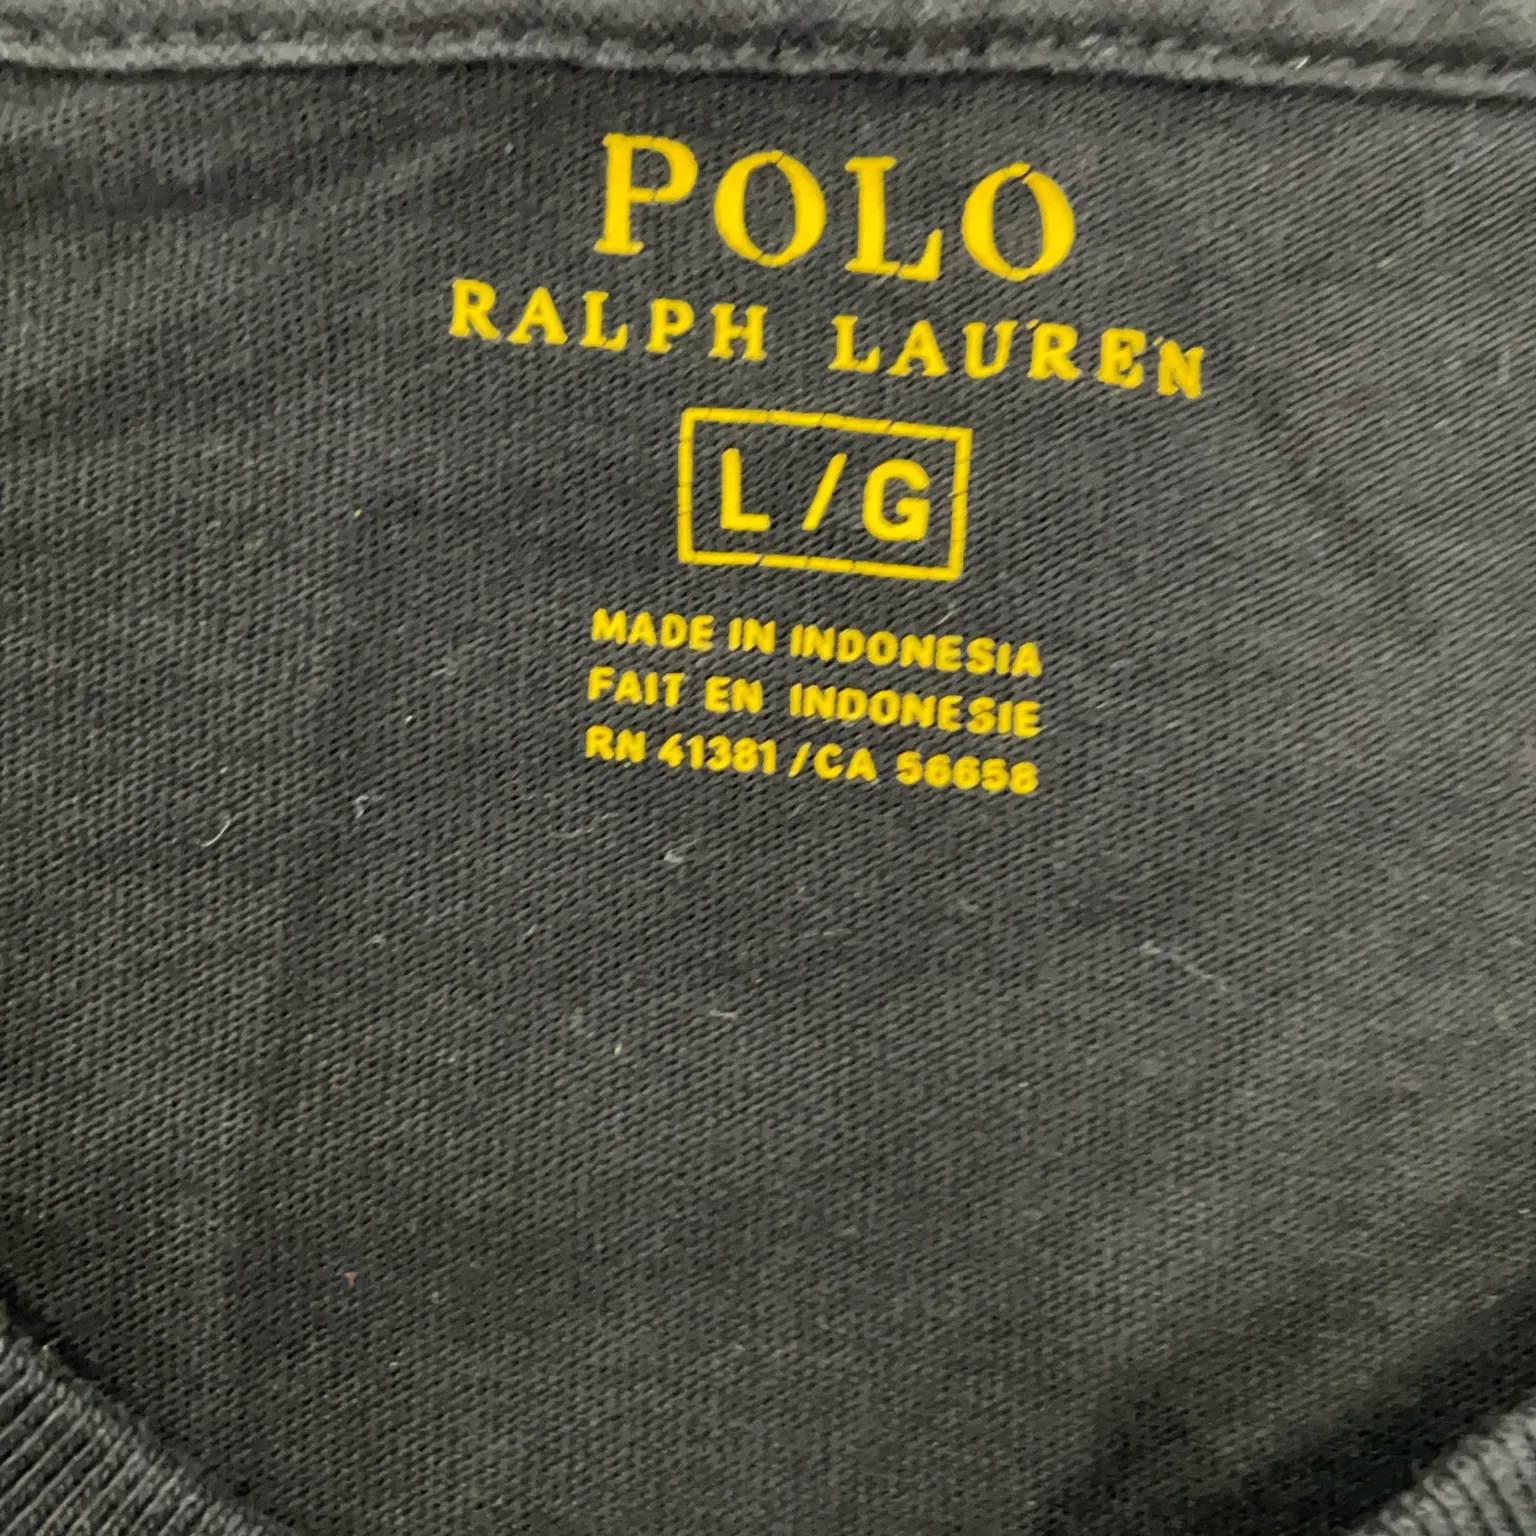 POLO
RALPH LAUREN
L/G
MADE IN INDONESIA
FAIT EN INDONESIE
RN 41381 /CA 56658